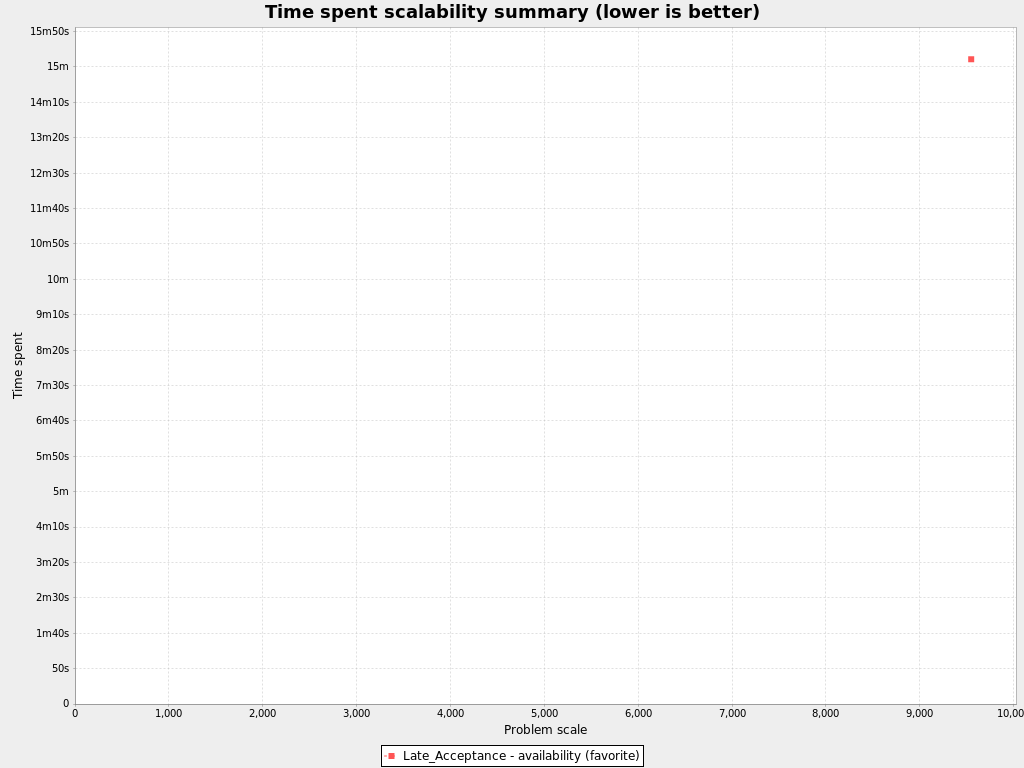 Time spent scalability summary (lower is better)
15m50s
15m
14m10s
13m20s
12m30s
11m40s
10m50s
10m
9m10s
8m20s
7m30s
6m40s
5m50s
5m
4m10s
3m20s
2m30s
1m40s
50s
0
Time spent
0 1,000 2,000 3,000 4,000 5,000 6,000 7,000 8,000 9,000 10,00
Problem scale
Late_Acceptance - availability (favorite)